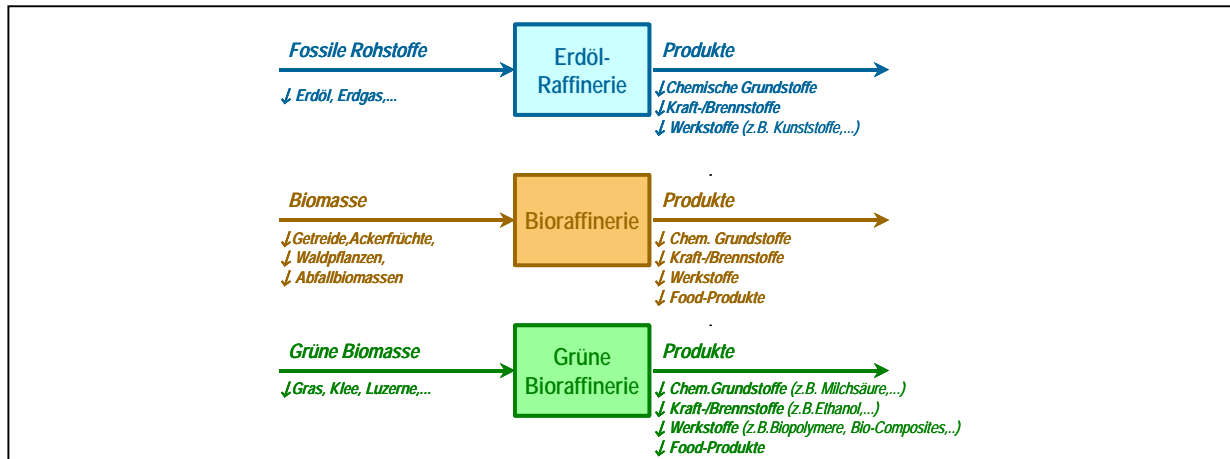 Fossile Rohstoffe
↓ Erdöl, Erdgas,...
Erdöl-
Raffinerie
Produkte
↓Chemische Grundstoffe
↓Kraft-/Brennstoffe
↓ Werkstoffe (z.B. Kunststoffe,...)
.
Biomasse
↓Getreide,Ackerfrüchte,
↓ Waldpflanzen,
↓ Abfallbiomassen
Bioraffinerie
Produkte
↓ Chem. Grundstoffe
↓ Kraft-/Brennstoffe
↓ Werkstoffe
↓ Food-Produkte
.
Grüne Biomasse
↓Gras, Klee, Luzerne,...
Grüne
Bioraffinerie
Produkte
↓ Chem.Grundstoffe (z.B. Milchsäure,...)
↓ Kraft-/Brennstoffe (z.B.Ethanol,...)
↓ Werkstoffe (z.B.Biopolymere, Bio-Composites,..)
↓ Food-Produkte